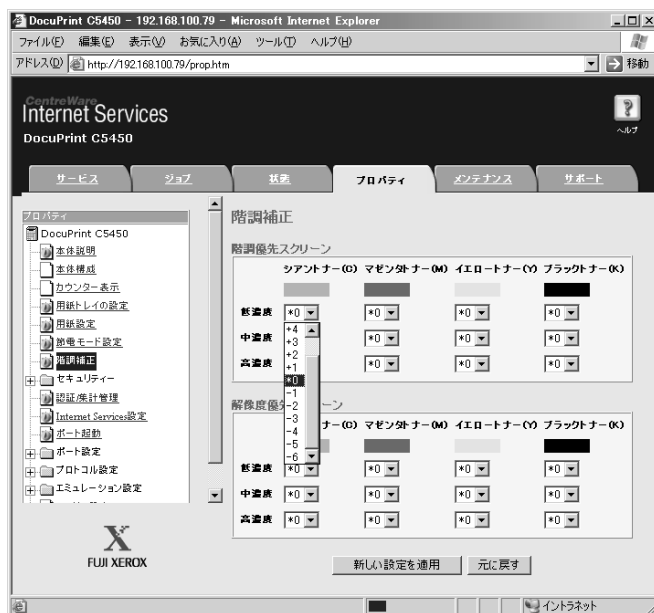 DocuPrint C5450 - 192.168.100.79 - Microsoft Internet Explorer
ファイル(F) 編集(E) 表示(V) お気に入り(A) ツール(T) ヘルプ(H)
アドレス(D) http://192.168.100.79/prop.htm 移動
CentreWare
Internet Services
DocuPrint C5450
ヘルプ
サービス ジョブ 状態 プロパティ メンテナンス サポート
プロパティ
DocuPrint C5450
本体説明
本体構成
カウンター表示
用紙トレイの設定
用紙設定
節電モード設定
階調補正
セキュリティー
認証/集計管理
Internet Services設定
ポート起動
ポート設定
プロトコル設定
エミュレーション設定
FUJI XEROX
階調補正
階調優先スクリーン
シアントナー(C) マゼンタトナー(M) イエロートナー(Y) ブラックトナー(K)
低濃度 *0 *0 *0 *0
中濃度 *0 *0 *0
高濃度 *0 *0 *0
+4
+3
+2
+1
*0
-1
-2
-3
-4
-5
-6
解像度優 ーン
ナー(C) マゼンタトナー(M) イエロートナー(Y) ブラックトナー(K)
低濃度 *0 *0 *0 *0
中濃度 *0 *0 *0 *0
高濃度 *0 *0 *0 *0
新しい設定を適用 元に戻す
イントラネット